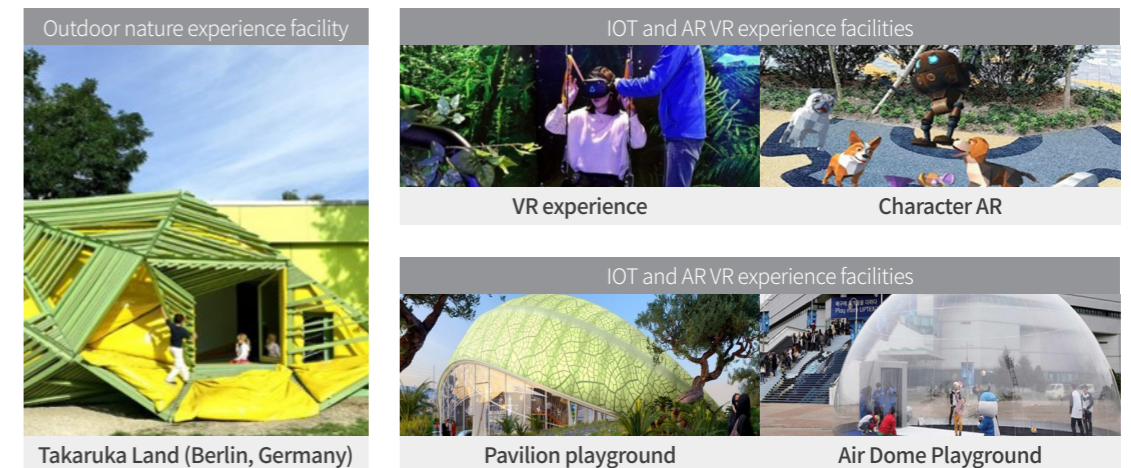 Outdoor nature experience facility
Takaruka Land (Berlin, Germany)
IOT and AR VR experience facilities
VR experience
Character AR
IOT and AR VR experience facilities
Pavilion playground
Air Dome Playground